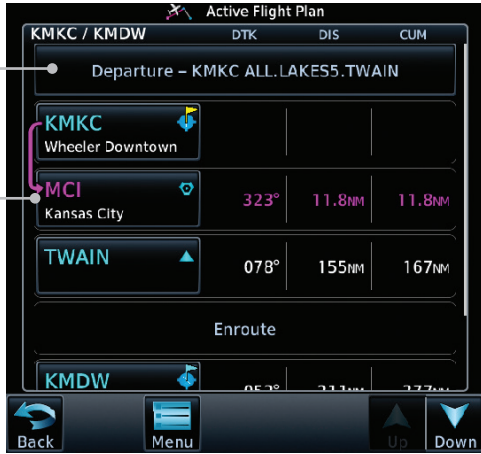 Active Flight Plan
KMKC / KMDW DTK DIS CUM
Departure – KMKC ALL.LAKES5.TWAIN
KMKC
Wheeler Downtown
MCI
Kansas City
323° 11.8NM 11.8NM
TWAIN
078° 155NM 167NM
Enroute
KMDW
Back Menu Up Down